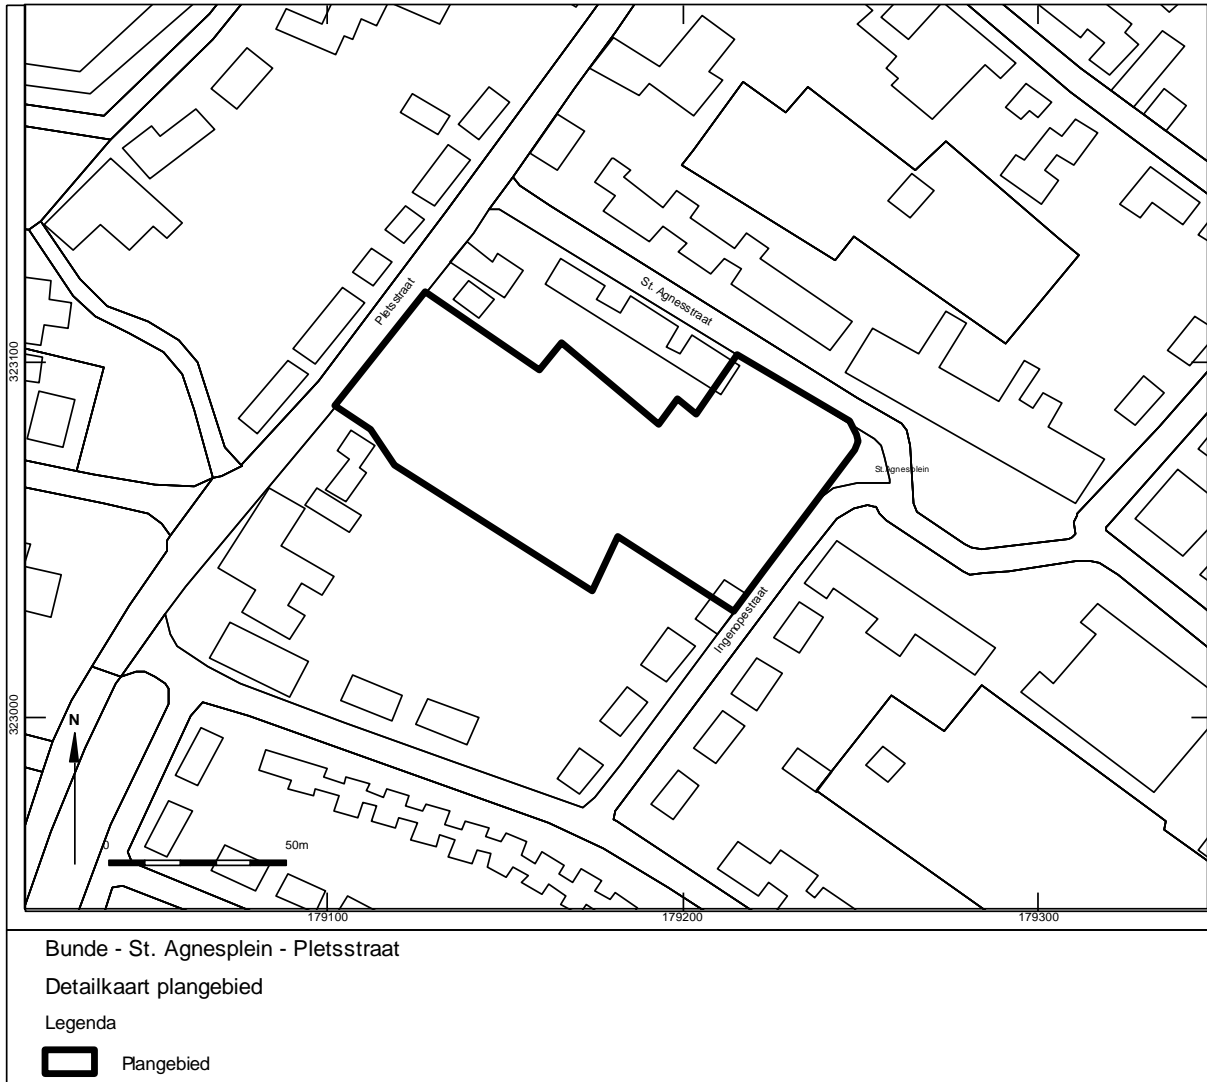 Pletsstraat
St. Agnesstraat
323100
St.Agnesplein
Ingenopestraat
323000
N
0
50m
179100
179200
179300
Bunde - St. Agnesplein - Pletsstraat
Detailkaart plangebied
Legenda
Plangebied